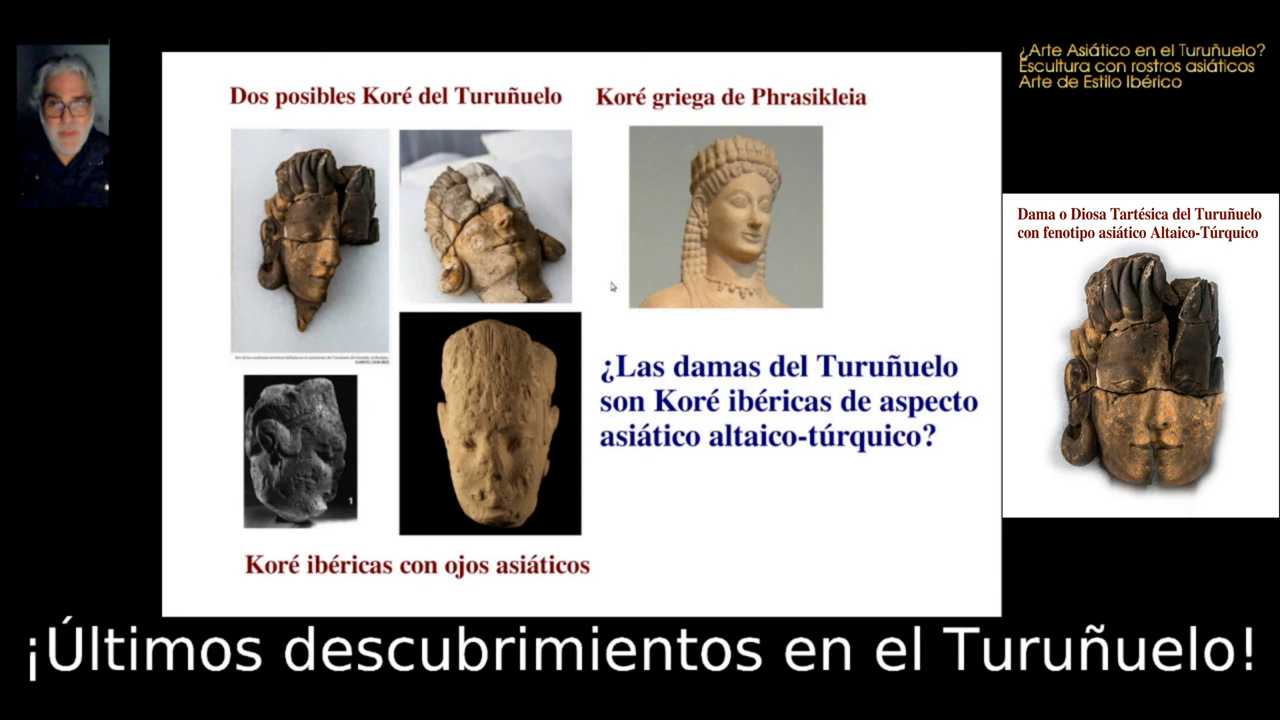 ¿Arte Asiático en el Turuñuelo?
Escultura con rostros asiáticos
Arte de Estilo Ibérico
Dos posibles Koré del Turuñuelo
Koré griega de Phrasikleia
Dama o Diosa Tartésica del Turuñuelo
con fenotipo asiático Altaico-Túrquico
¿Las damas del Turuñuelo
son Koré ibéricas de aspecto
asiático altaico-túrquico?
1
Koré ibéricas con ojos asiáticos
¡Últimos descubrimientos en el Turuñuelo!